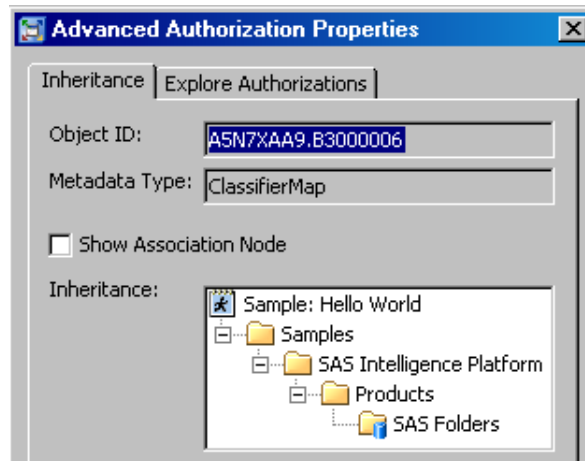 Advanced Authorization Properties
Inheritance Explore Authorizations
Object ID: A5N7XAA9.B3000006
Metadata Type: ClassifierMap
Show Association Node
Inheritance: Sample: Hello World
Samples
SAS Intelligence Platform
Products
SAS Folders